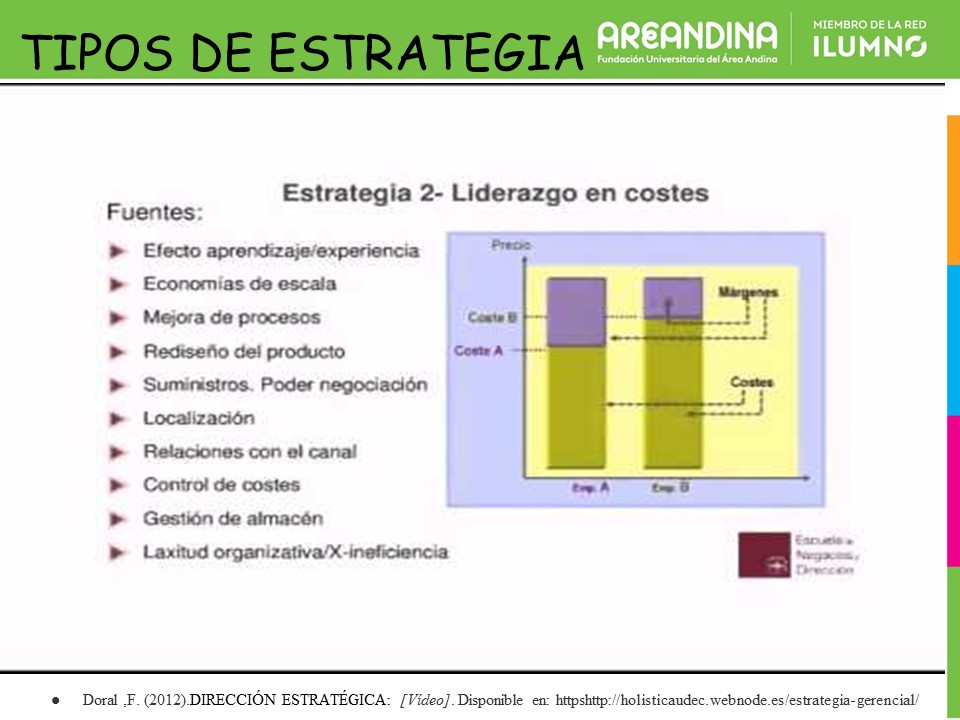 TIPOS DE ESTRATEGIA
AREANDINA
Fundación Universitaria del Área Andina
MIEMBRO DE LA RED
ILUMNO
Estrategia 2- Liderazgo en costes
Fuentes:
Efecto aprendizaje/experiencia
Economías de escala
Mejora de procesos
Rediseño del producto
Suministros. Poder negociación
Localización
Relaciones con el canal
Control de costes
Gestión de almacén
Laxitud organizativa/X-ineficiencia
Precio
Márgenes
Coste B
Coste A
Costes
Emp. A
Emp. B
Escuela de
Negocios y
Dirección
● Doral ,F. (2012).DIRECCIÓN ESTRATÉGICA: [Vídeo]. Disponible en: httpshttp://holisticaudec.webnode.es/estrategia-gerencial/